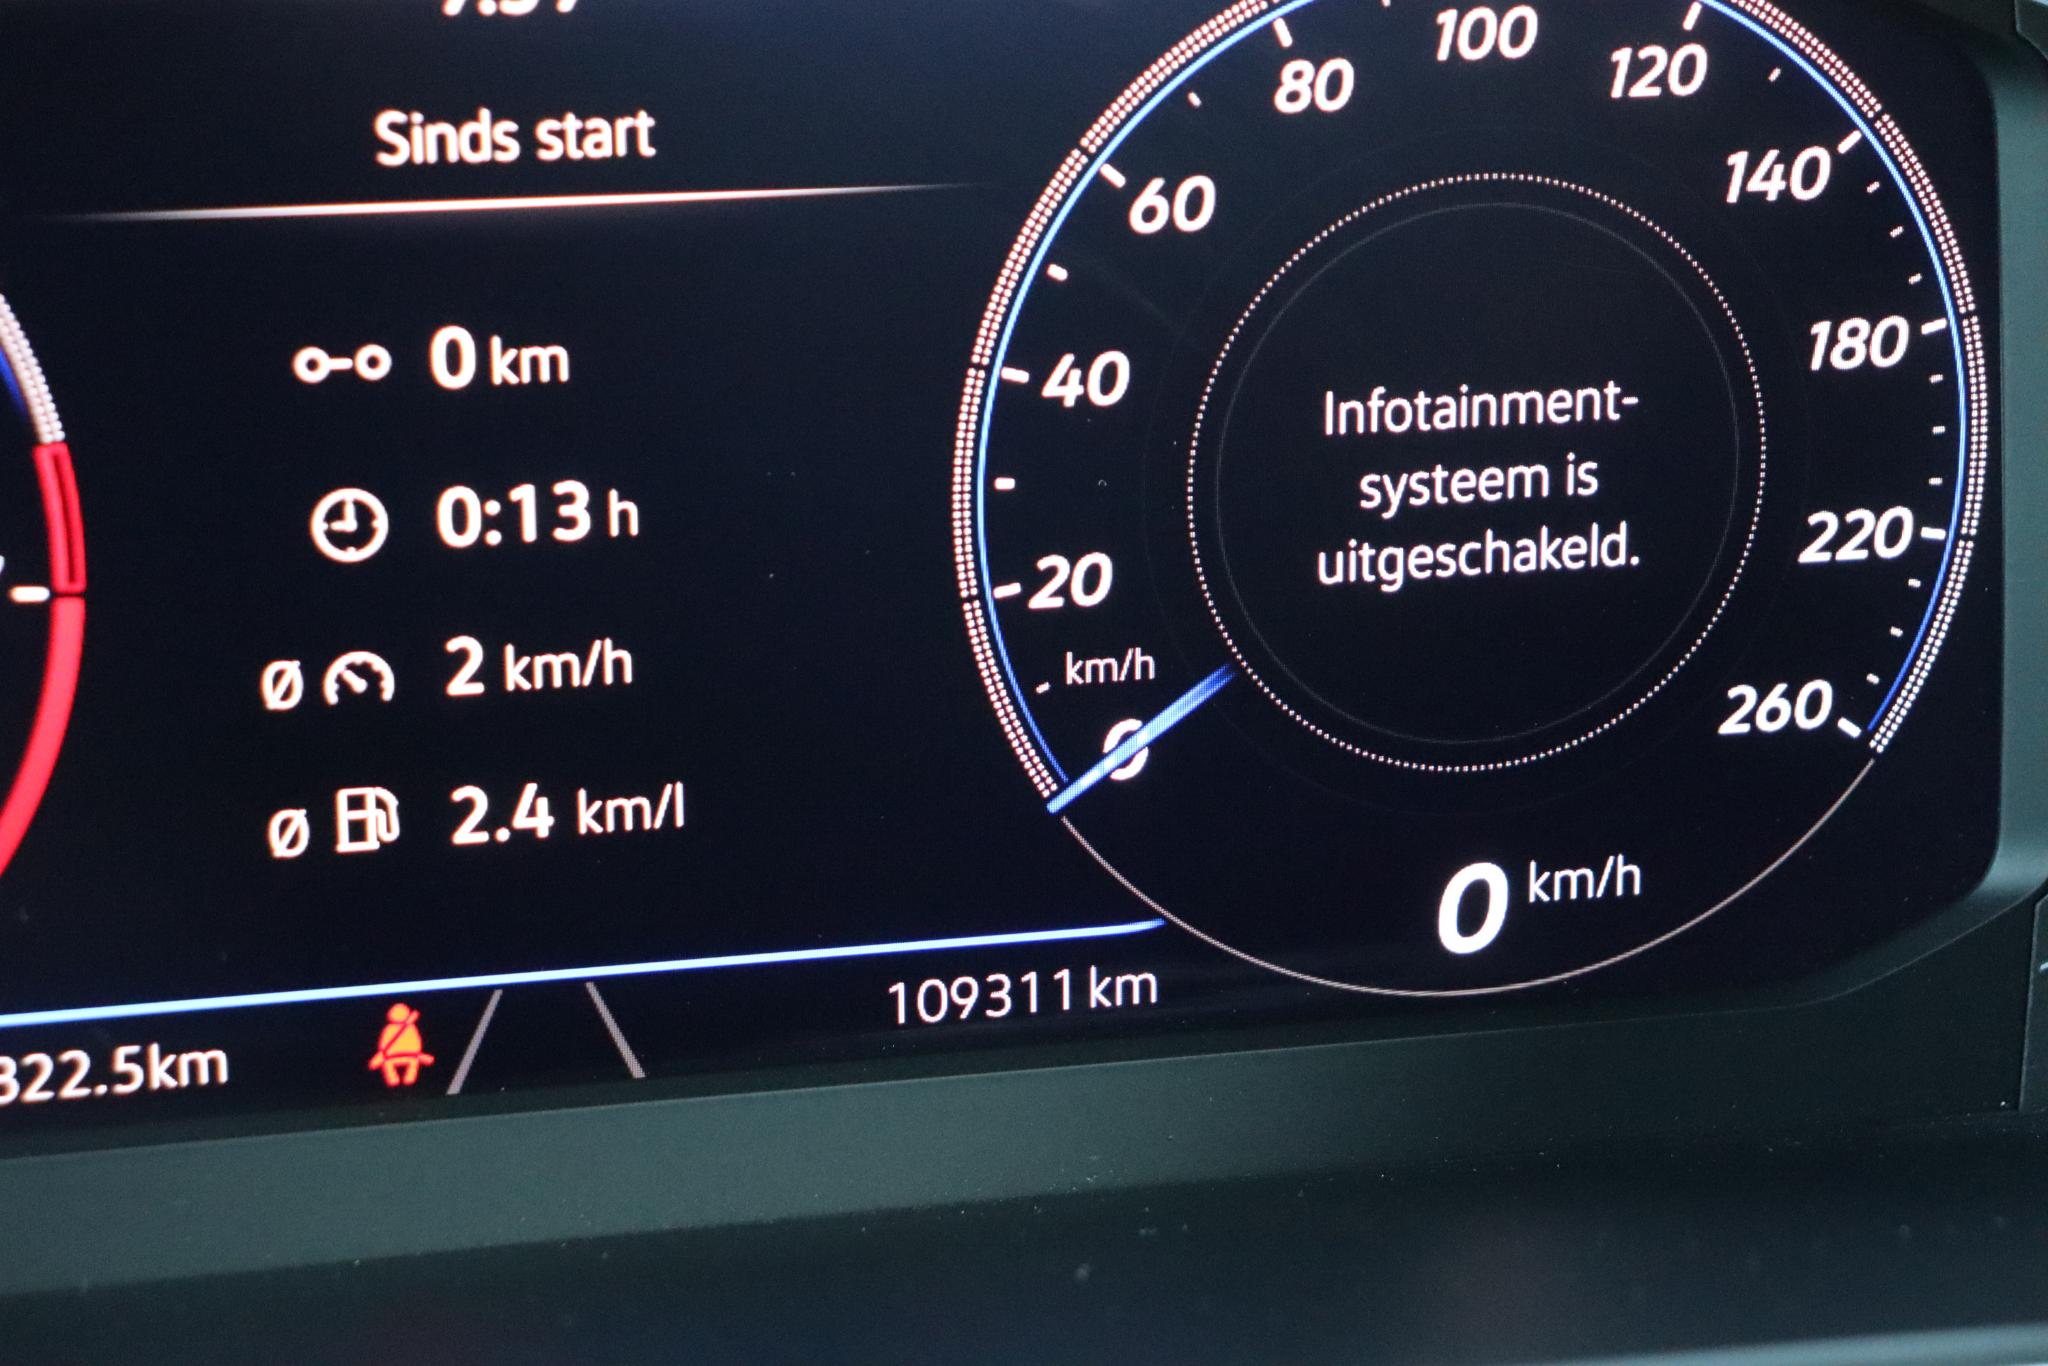 Sinds start
0 km
0:13 h
Ø 2 km/h
Ø 2.4 km/l
322.5km
109311 km
80
100
120
60
140
40
180
20
220
km/h
0
260
Infotainment-
systeem is
uitgeschakeld.
0 km/h